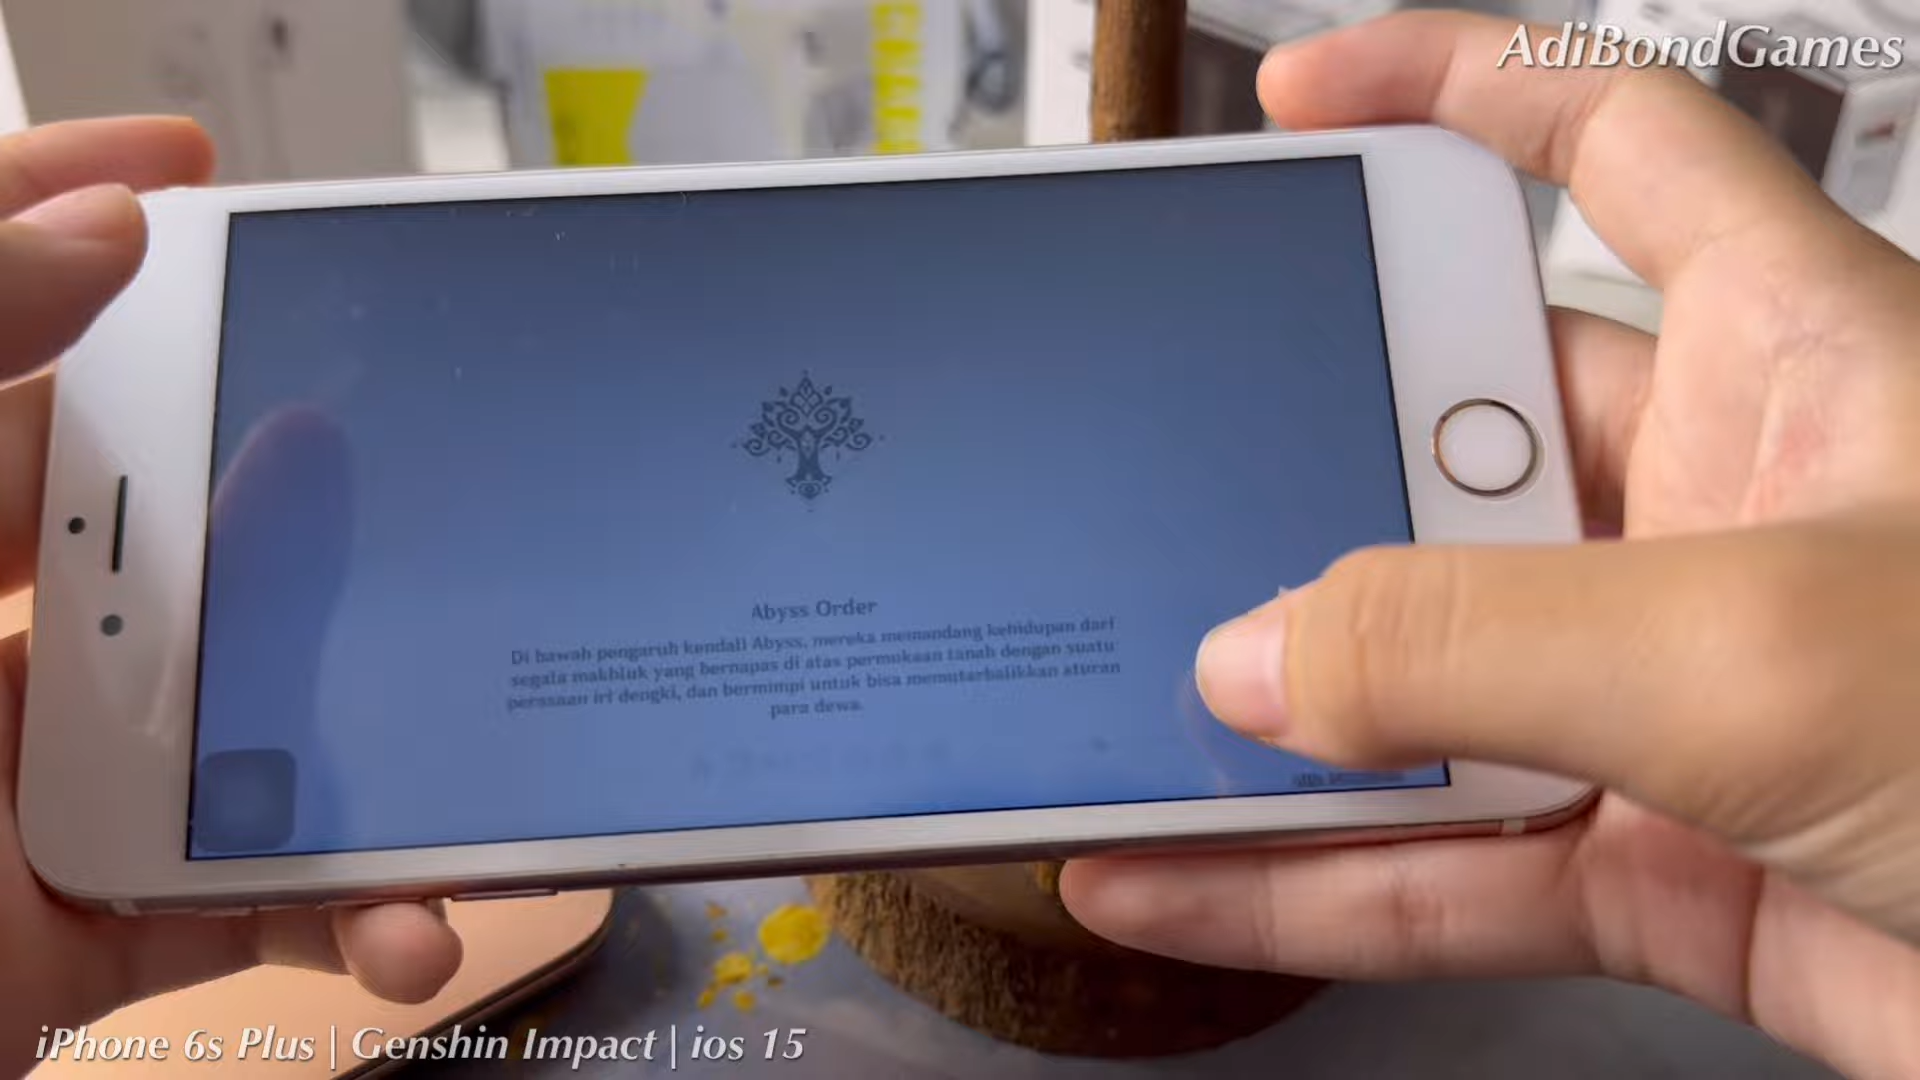 AdiBondGames
Abyss Order
Di bawah pengaruh kendali Abyss, mereka memandang kehidupan dari
segala makhluk yang bernapas di atas permukaan tanah dengan suatu
perasaan iri dengki, dan bermimpi untuk bisa memutarbalikkan aturan
para dewa.
iPhone 6s Plus | Genshin Impact | ios 15